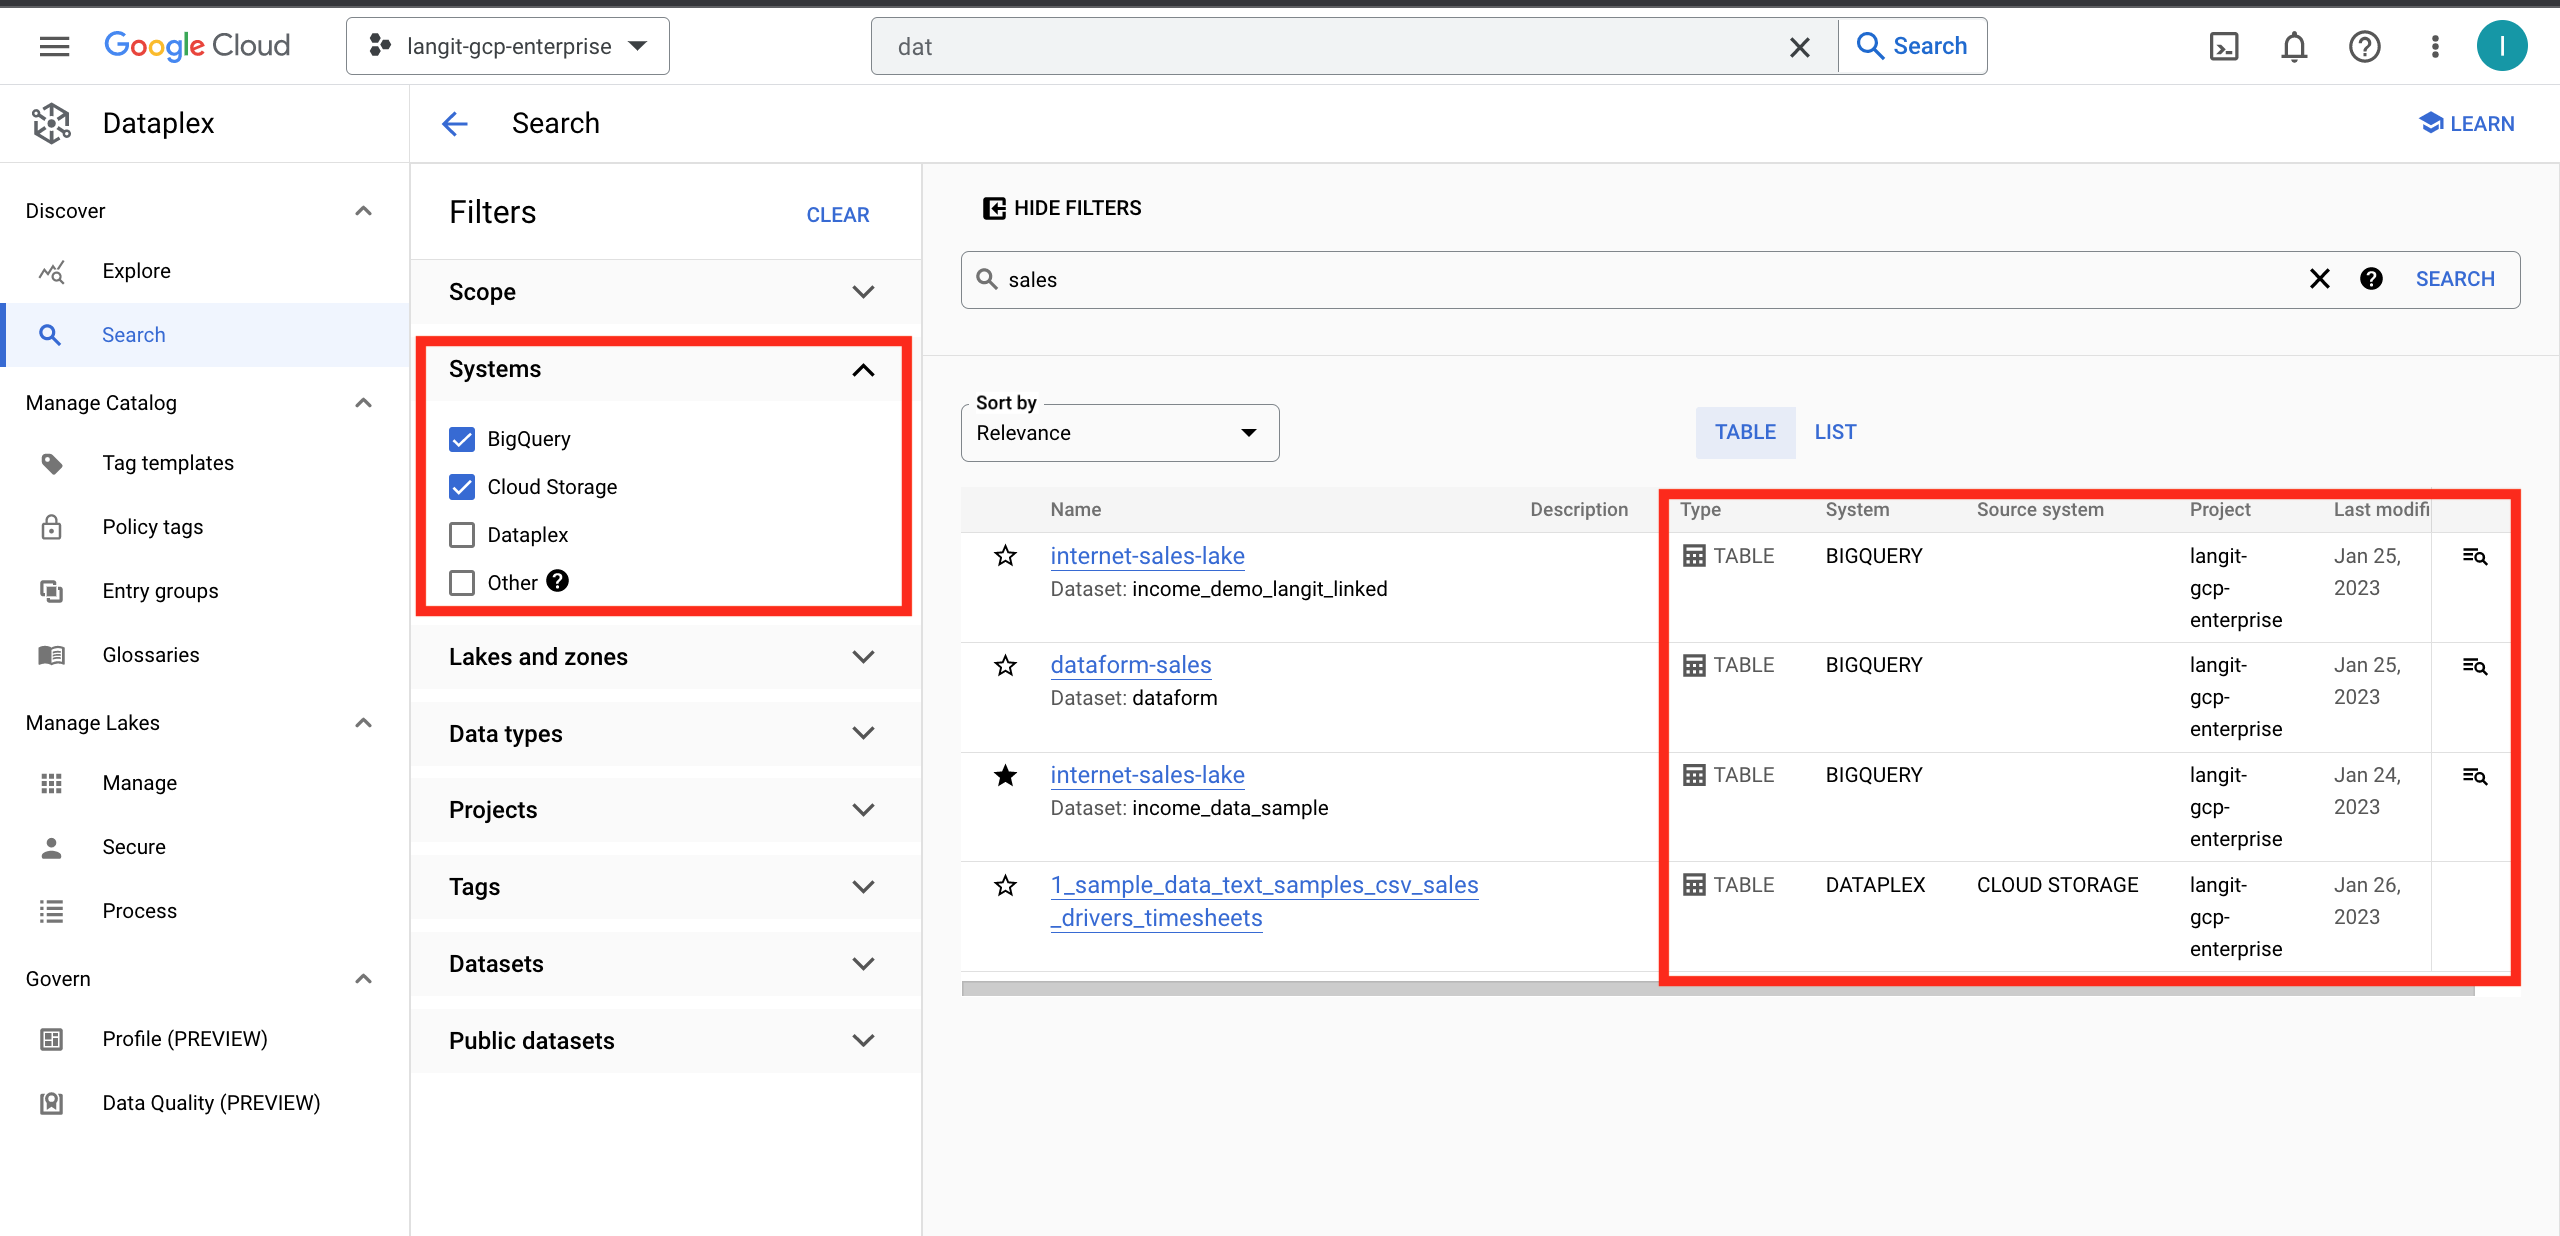 Google Cloud
langit-gcp-enterprise
dat
Search
I
Dataplex
Search
LEARN
Discover
Explore
Search
Manage Catalog
Tag templates
Policy tags
Entry groups
Glossaries
Manage Lakes
Manage
Secure
Process
Govern
Profile (PREVIEW)
Data Quality (PREVIEW)
Filters
CLEAR
Scope
Systems
BigQuery
Cloud Storage
Dataplex
Other
Lakes and zones
Data types
Projects
Tags
Datasets
Public datasets
HIDE FILTERS
sales
SEARCH
Sort by
Relevance
TABLE LIST
Name Description Type System Source system Project Last modifi
internet-sales-lake TABLE BIGQUERY langit- Jan 25,
Dataset: income_demo_langit_linked gcp- 2023
enterprise
dataform-sales TABLE BIGQUERY langit- Jan 25,
Dataset: dataform gcp- 2023
enterprise
internet-sales-lake TABLE BIGQUERY langit- Jan 24,
Dataset: income_data_sample gcp- 2023
enterprise
1_sample_data_text_samples_csv_sales TABLE DATAPLEX CLOUD STORAGE langit- Jan 26,
_drivers_timesheets gcp- 2023
enterprise